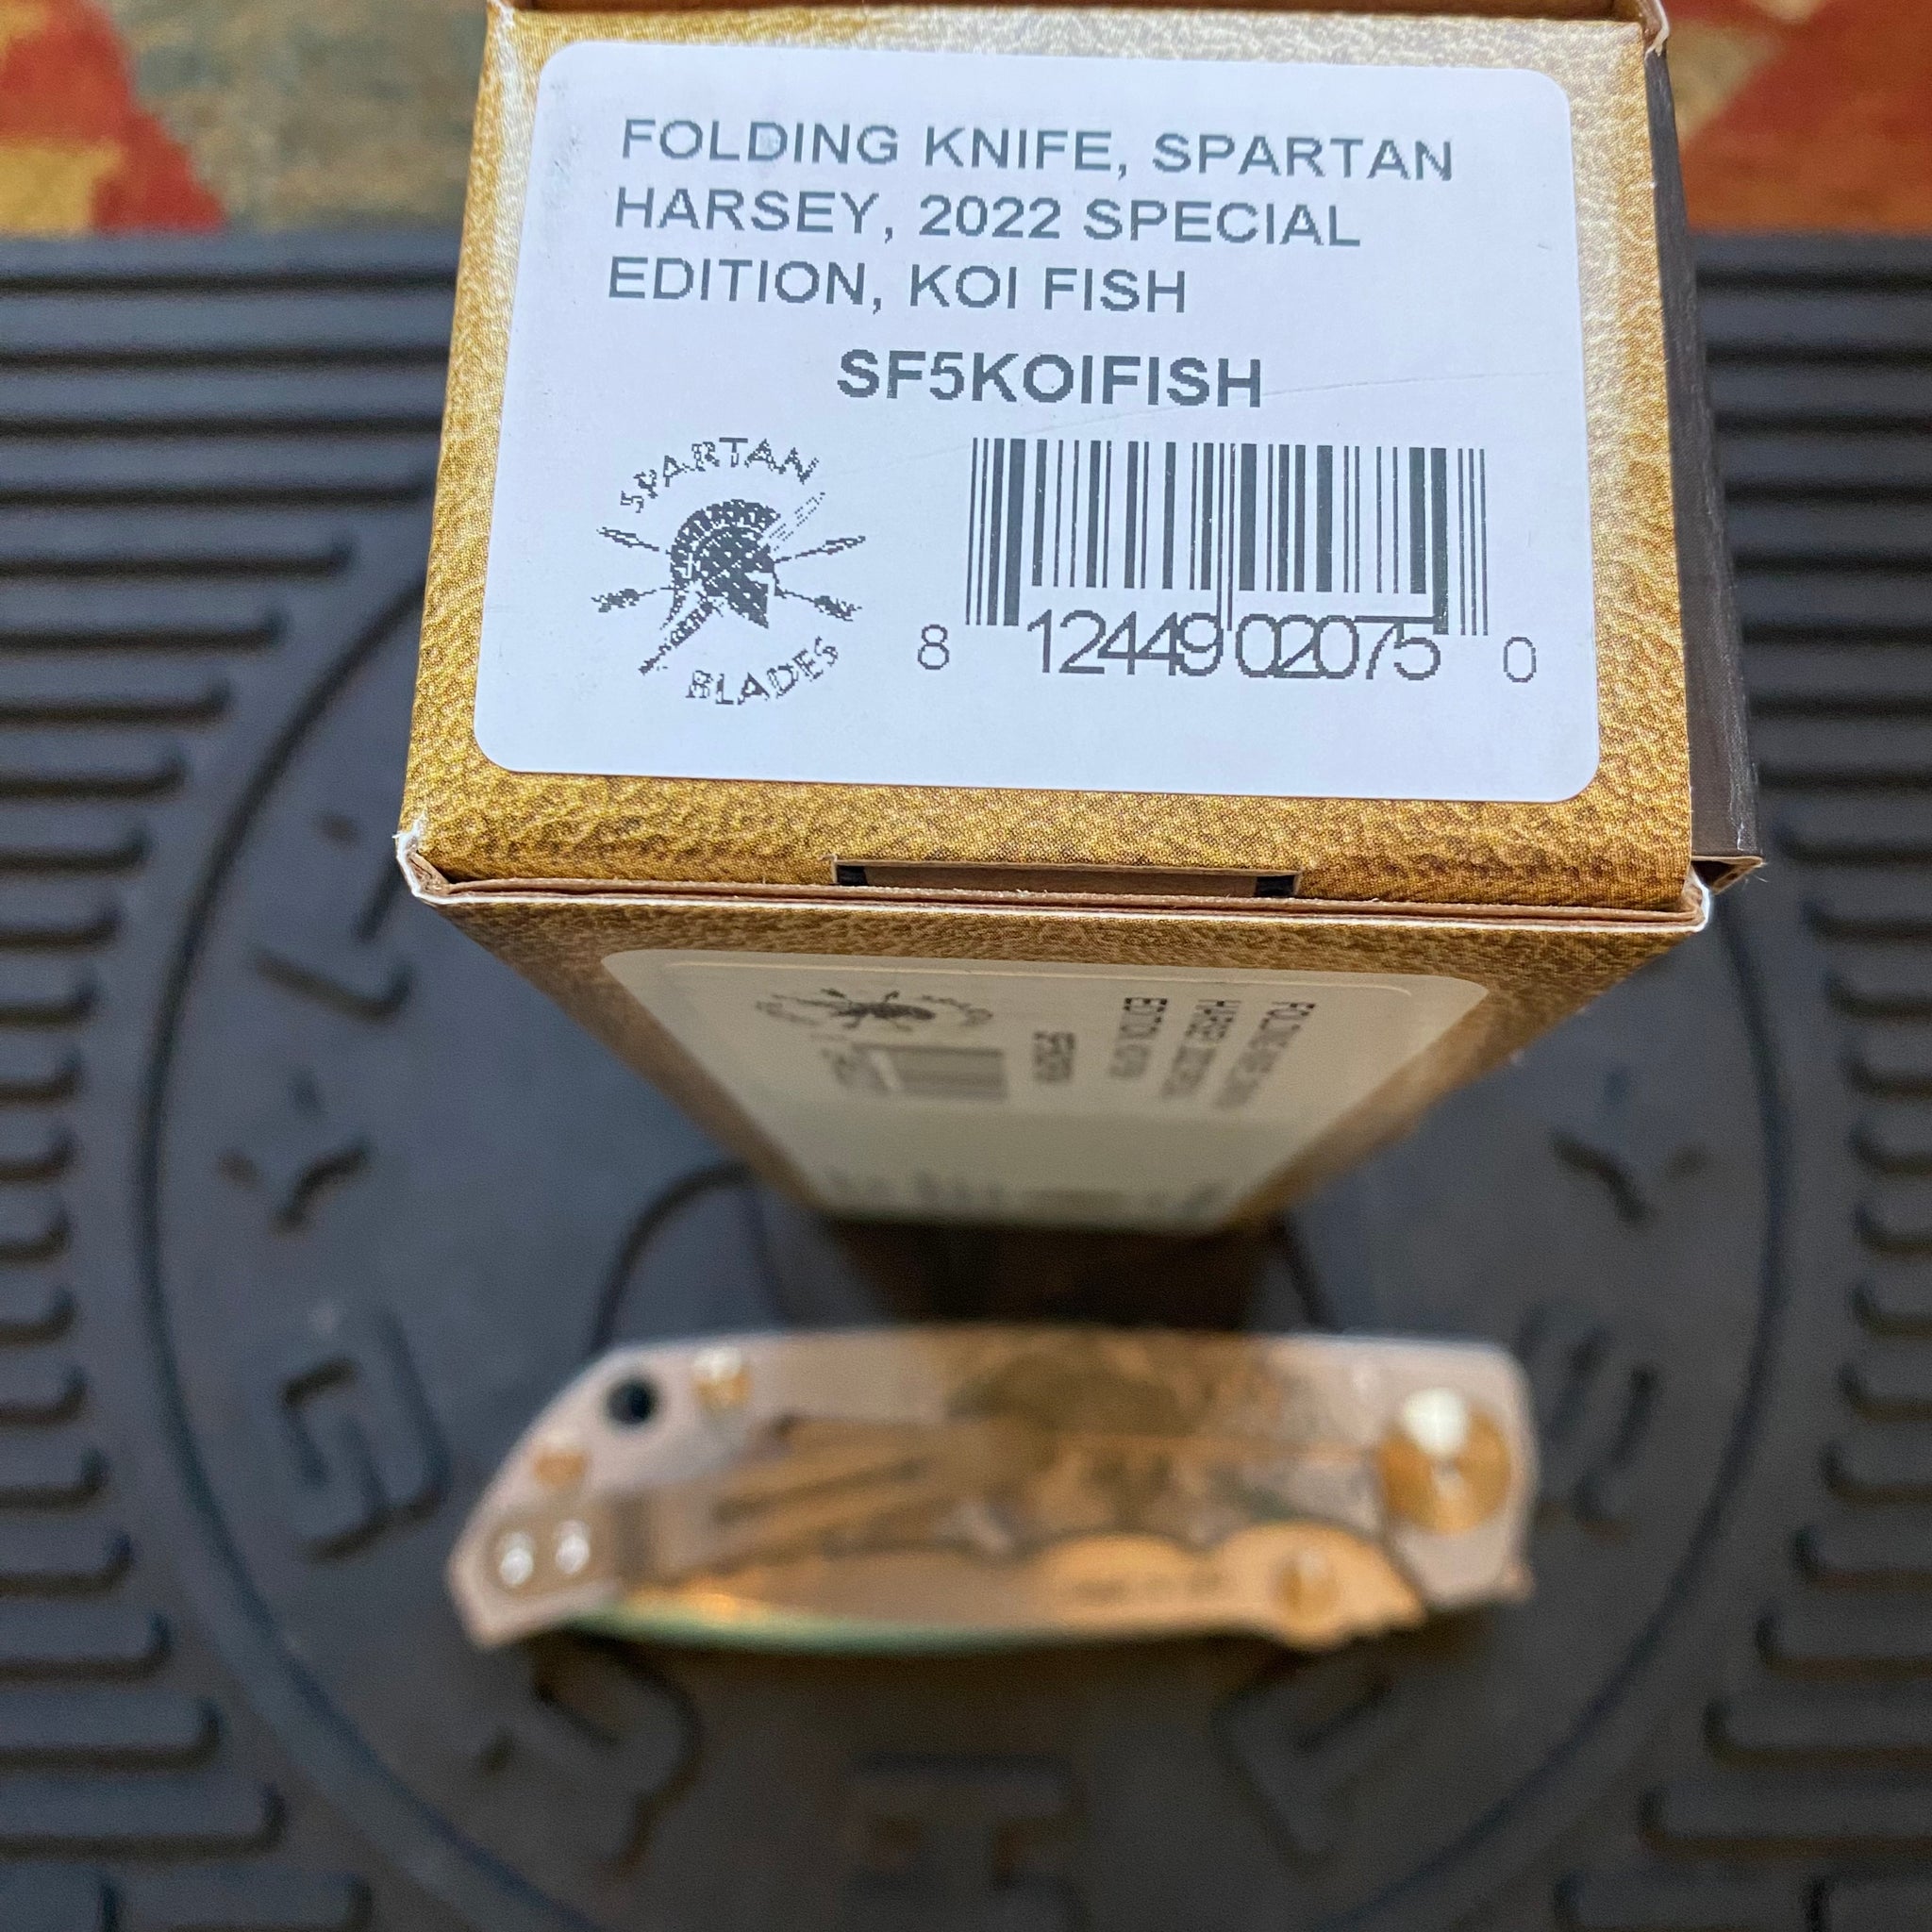 FOLDING KNIFE, SPARTAN
HARSEY, 2022 SPECIAL
EDITION, KOI FISH
SF5KOIFISH
SPARTAN
BLADES
8 12449 02075 0